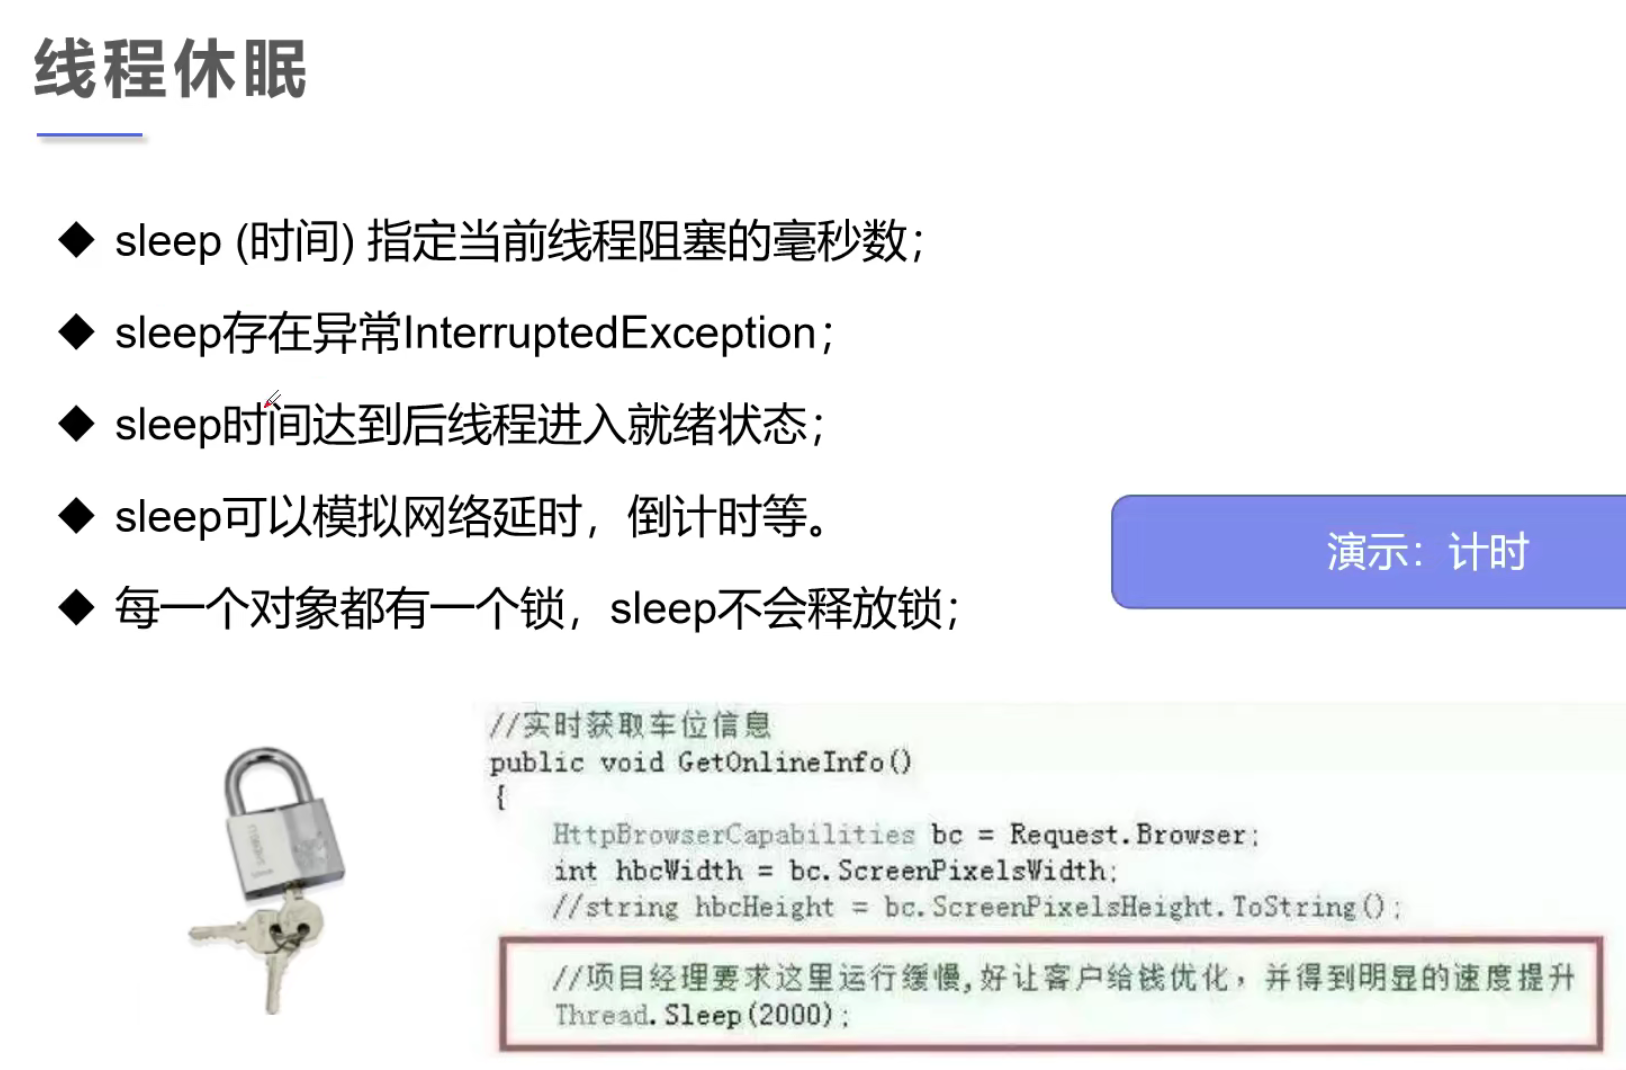 线程休眠
sleep (时间) 指定当前线程阻塞的毫秒数；
sleep存在异常InterruptedException；
sleep时间达到后线程进入就绪状态；
sleep可以模拟网络延时，倒计时等。
每一个对象都有一个锁，sleep不会释放锁；
演示：计时
//实时获取车位信息
public void GetOnlineInfo()
{
HttpBrowserCapabilities bc = Request.Browser;
int hbcWidth = bc.ScreenPixelsWidth;
//string hbcHeight = bc.ScreenPixelsHeight.ToString();
//项目经理要求这里运行缓慢,好让客户给钱优化，并得到明显的速度提升
Thread.Sleep(2000);